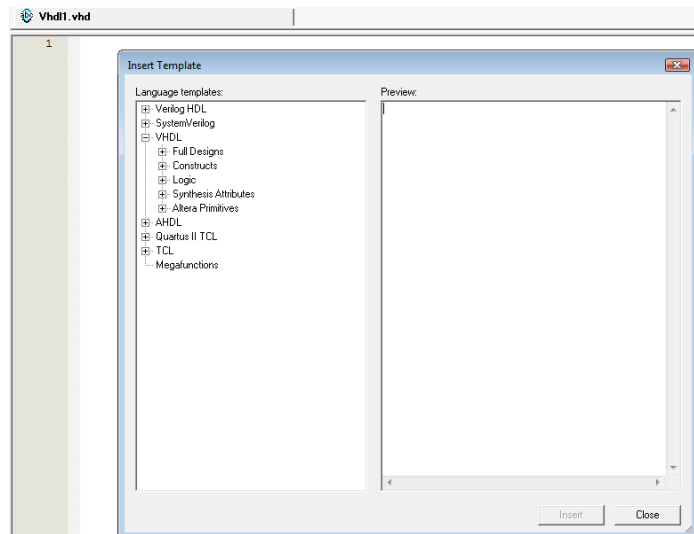 Vhdl1.vhd
1
Insert Template
Language templates:
Preview:
Verilog HDL
SystemVerilog
VHDL
Full Designs
Constructs
Logic
Synthesis Attributes
Altera Primitives
AHDL
Quartus II TCL
TCL
Megafunctions
Insert
Close